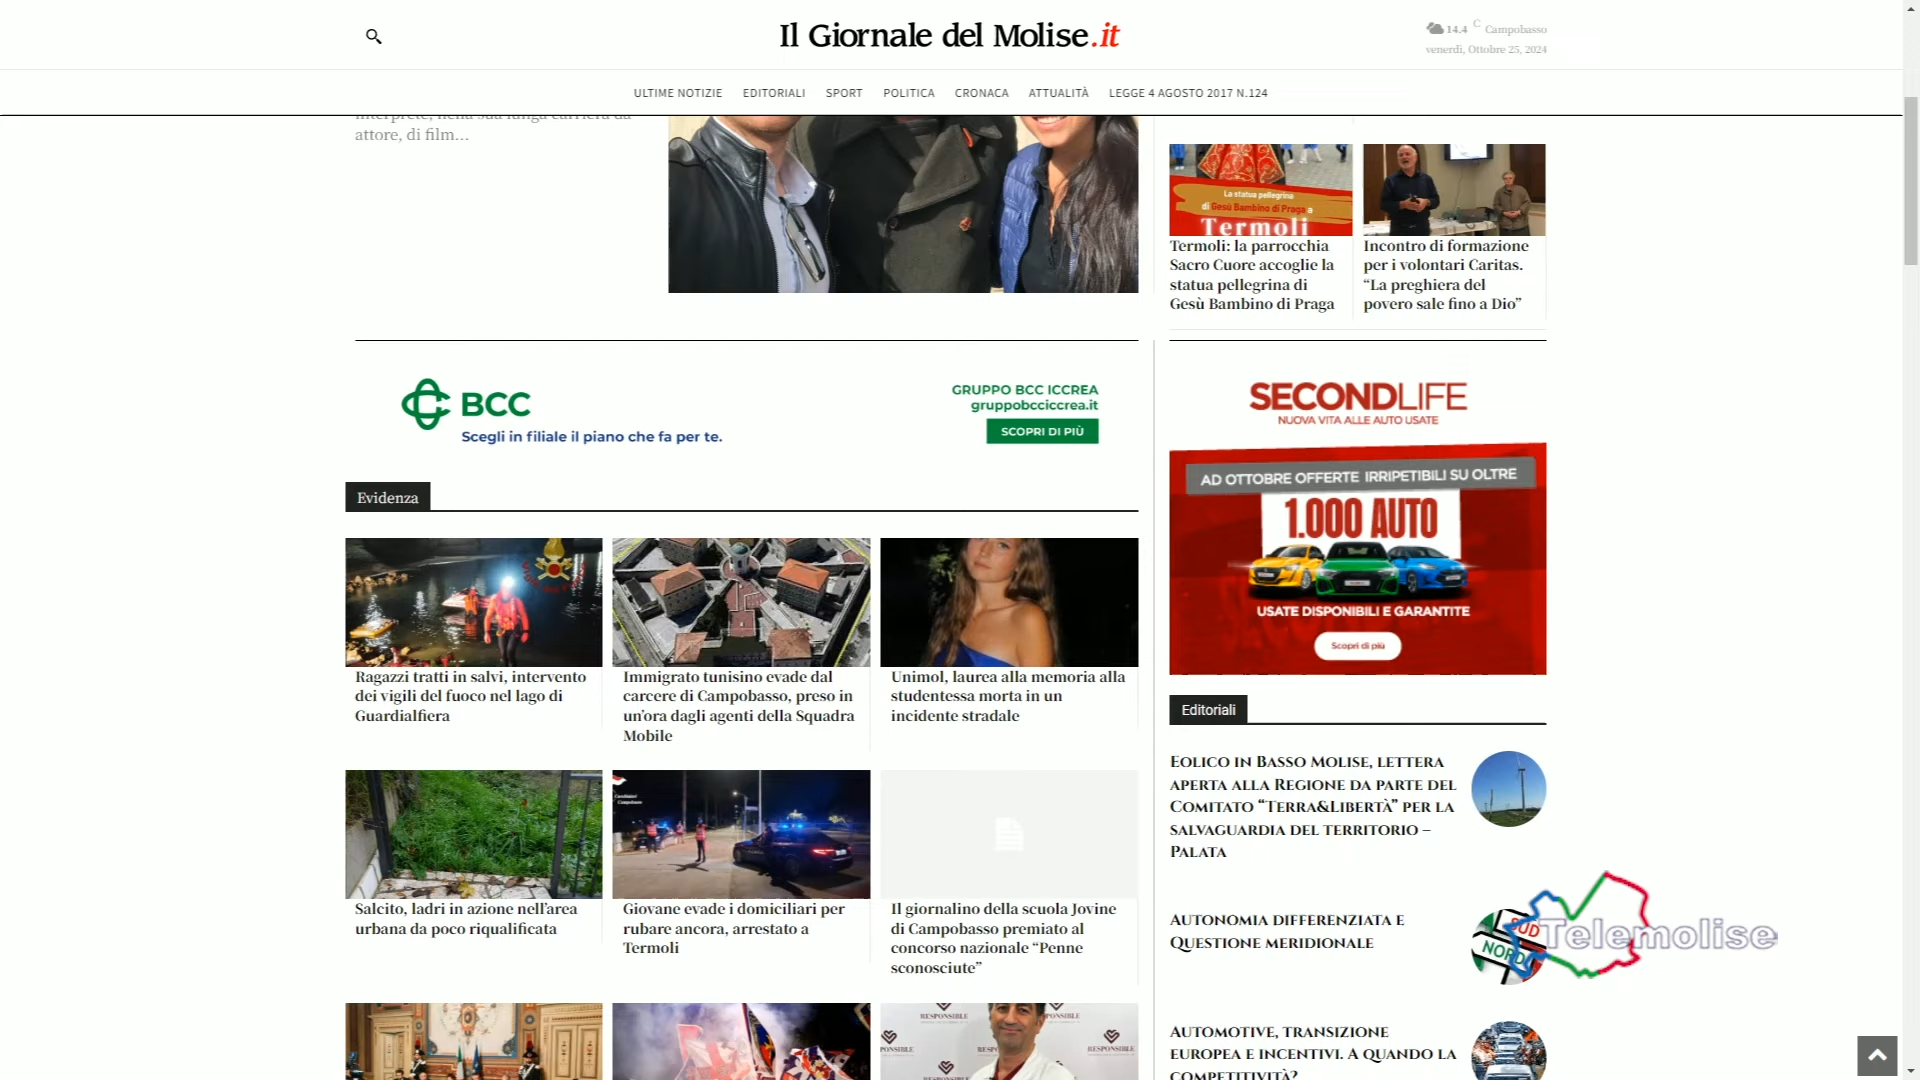 Il Giornale del Molise.it
14.4 C Campobasso
venerdì, Ottobre 25, 2024
ULTIME NOTIZIE EDITORIALI SPORT POLITICA CRONACA ATTUALITÀ LEGGE 4 AGOSTO 2017 N.124
interprete, nella sua lunga carriera da
attore, di film...
La statua pellegrina
di Gesù Bambino di Praga a
Termoli
Termoli: la parrocchia
Sacro Cuore accoglie la
statua pellegrina di
Gesù Bambino di Praga
Incontro di formazione
per i volontari Caritas.
“La preghiera del
povero sale fino a Dio”
BCC
Scegli in filiale il piano che fa per te.
GRUPPO BCC ICCREA
gruppobcciccrea.it
SCOPRI DI PIÙ
SECONDLIFE
NUOVA VITA ALLE AUTO USATE
AD OTTOBRE OFFERTE IRRIPETIBILI SU OLTRE
1.000 AUTO
USATE DISPONIBILI E GARANTITE
Scopri di più
Evidenza
Ragazzi tratti in salvi, intervento
dei vigili del fuoco nel lago di
Guardialfiera
Immigrato tunisino evade dal
carcere di Campobasso, preso in
un’ora dagli agenti della Squadra
Mobile
Unimol, laurea alla memoria alla
studentessa morta in un
incidente stradale
Salcito, ladri in azione nell’area
urbana da poco riqualificata
Carabinieri
Campobasso
Giovane evade i domiciliari per
rubare ancora, arrestato a
Termoli
Il giornalino della scuola Jovine
di Campobasso premiato al
concorso nazionale “Penne
sconosciute”
RESPONSIBLE
RESPONSIBLE
RESPONSIBLE
Editoriali
Eolico in Basso Molise, lettera
aperta alla Regione da parte del
Comitato “Terra&Libertà” per la
salvaguardia del territorio –
Palata
Autonomia differenziata e
Questione meridionale
SUD
NORD
Telemolise
Automotive, transizione
europea e incentivi. A quando la
competitività?